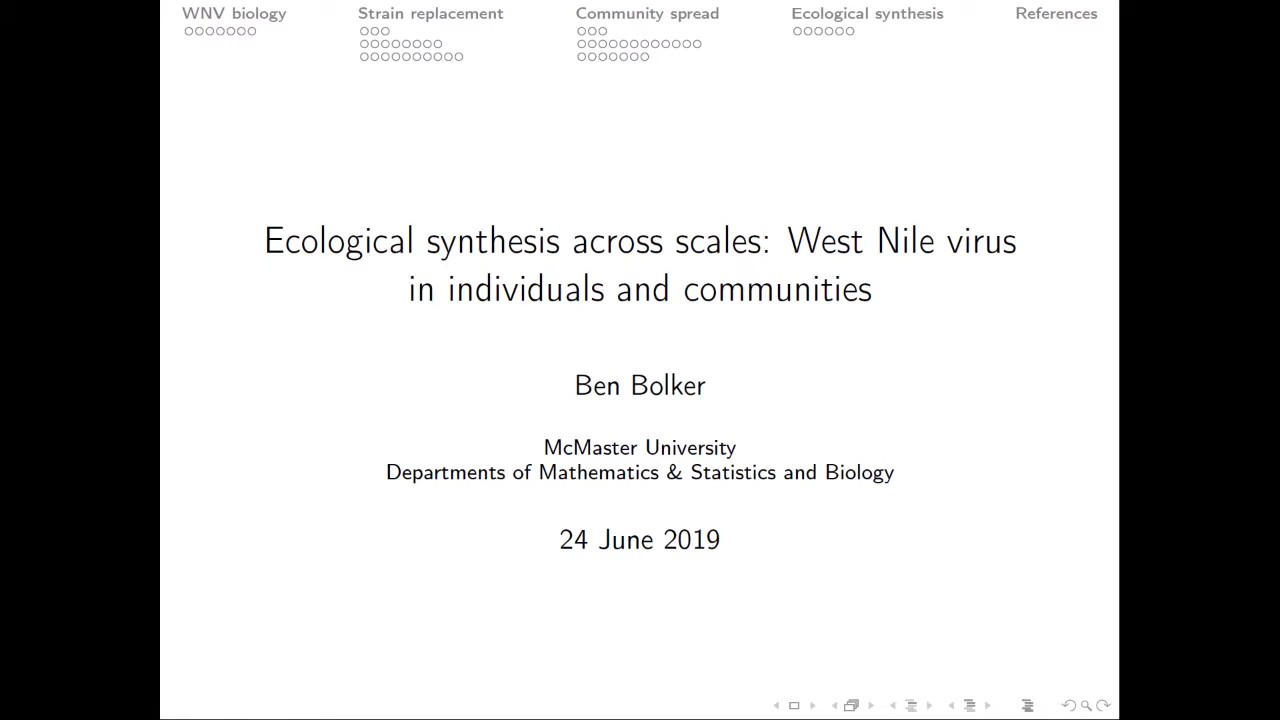 WNV biology Strain replacement Community spread Ecological synthesis References
Ecological synthesis across scales: West Nile virus
in individuals and communities
Ben Bolker
McMaster University
Departments of Mathematics & Statistics and Biology
24 June 2019